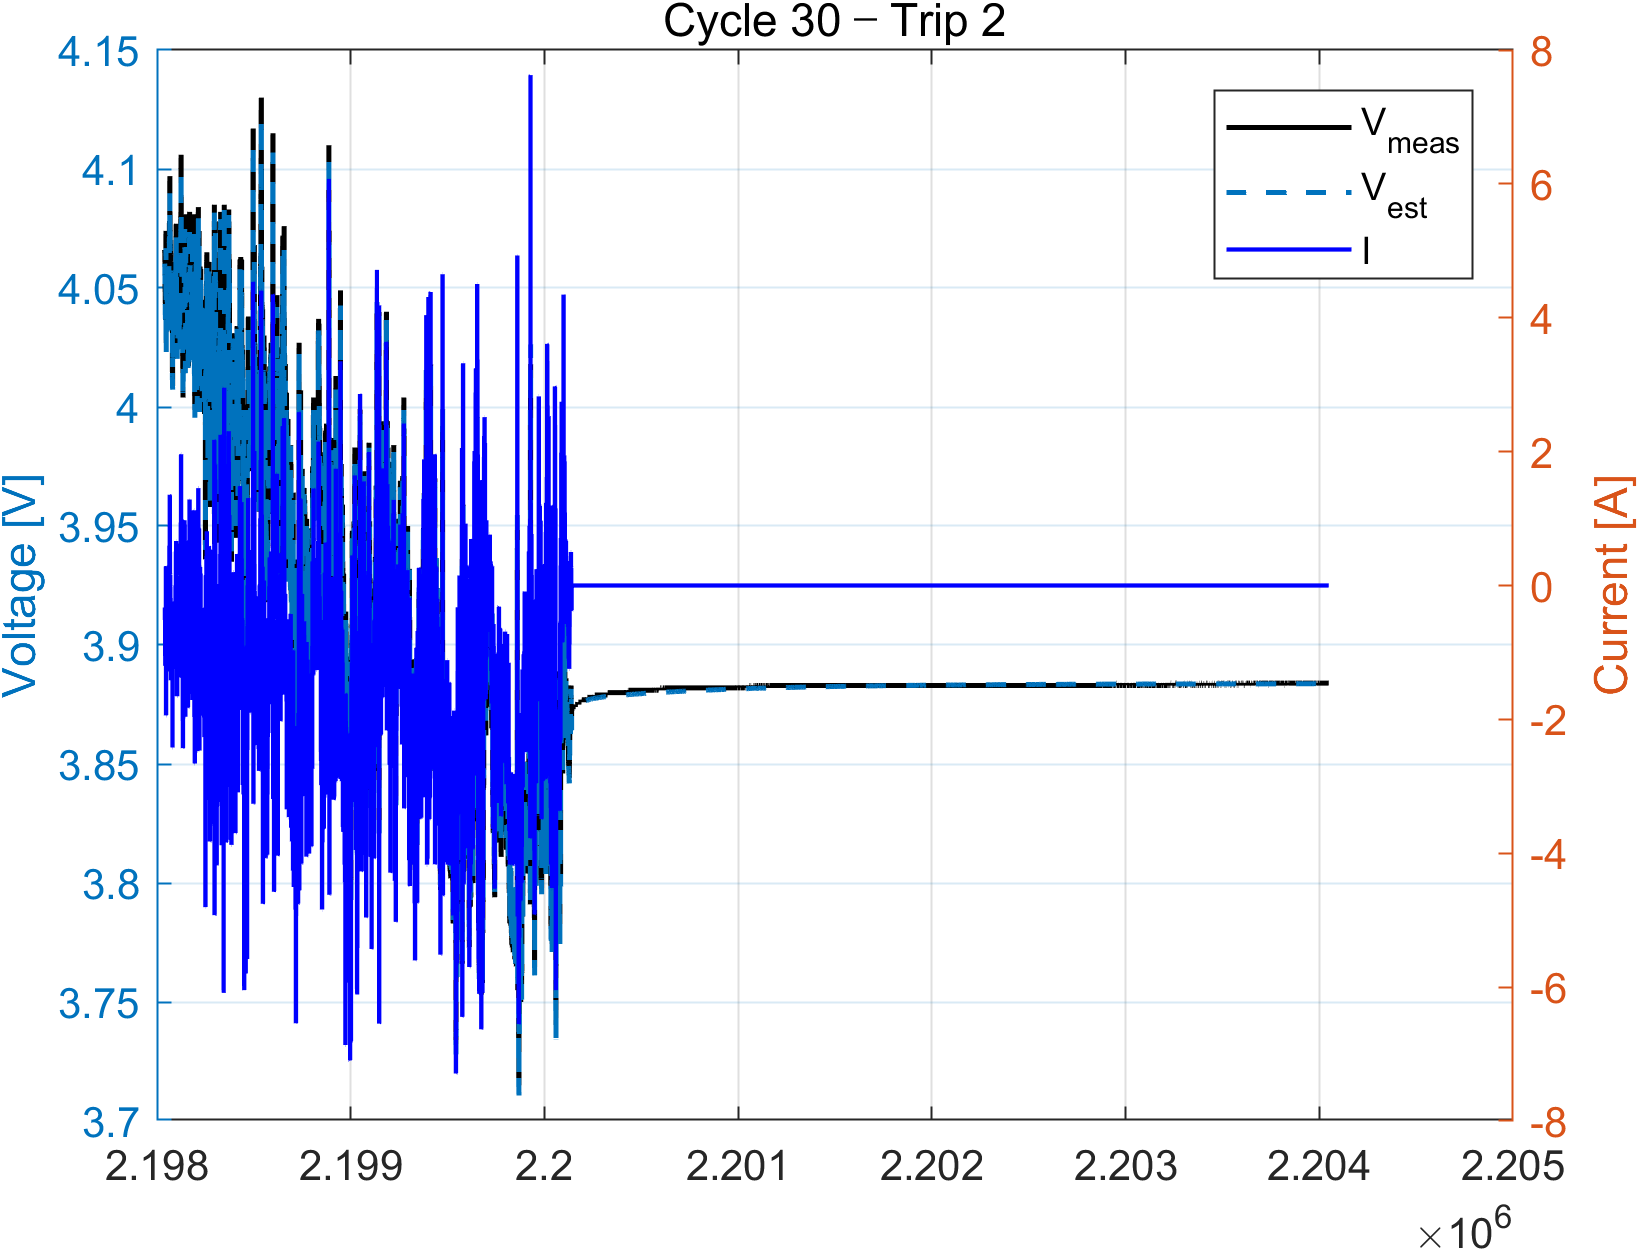 Cycle 30 – Trip 2
4.15
4.1
4.05
4
3.95
3.9
3.85
3.8
3.75
3.7
Voltage [V]
8
6
4
2
0
-2
-4
-6
-8
Current [A]
V_meas
V_est
I
2.198 2.199 2.2 2.201 2.202 2.203 2.204 2.205
×10^6